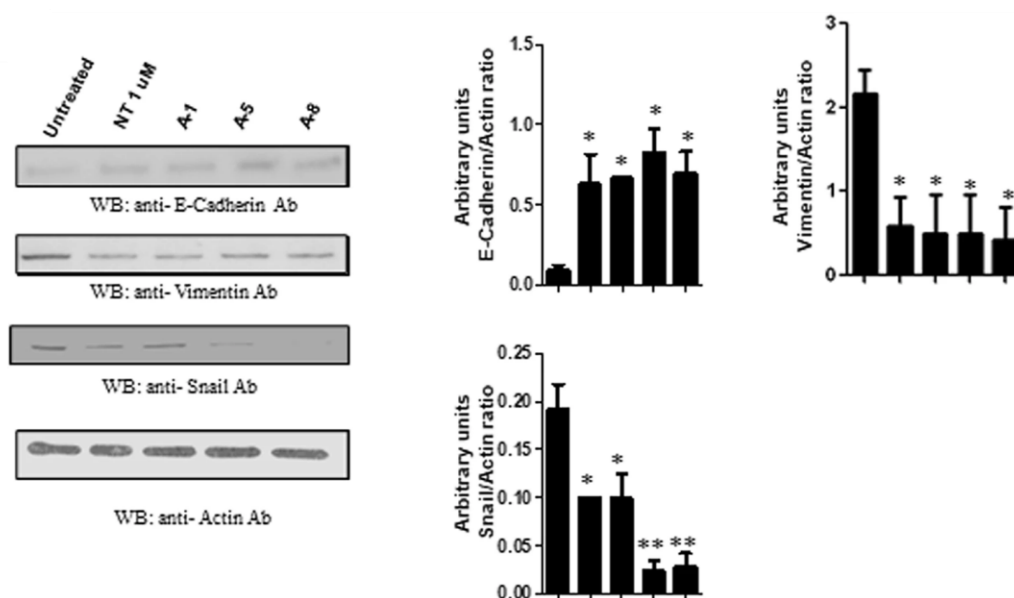 Untreated
NT 1 uM
A-1
A-5
A-8
WB: anti- E-Cadherin Ab
WB: anti- Vimentin Ab
WB: anti- Snail Ab
WB: anti- Actin Ab
Arbitrary units
E-Cadherin/Actin ratio
1.5
1.0
0.5
0.0
*
*
*
*
Arbitrary units
Vimentin/Actin ratio
3
2
1
0
*
*
*
*
Arbitrary units
Snail/Actin ratio
0.25
0.20
0.15
0.10
0.05
0.00
*
*
**
**